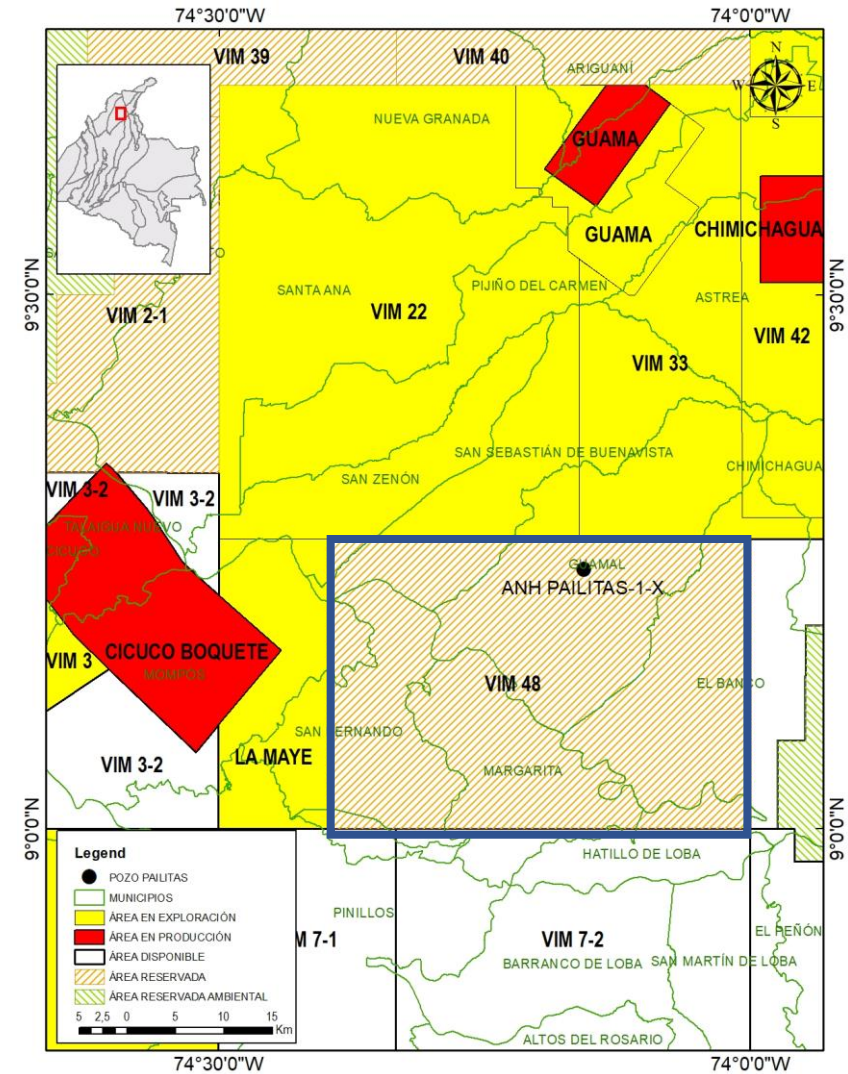 74°30'0"W
74°0'0"W
VIM 39
VIM 40
ARIGUANÍ
N
W
E
S
NUEVA GRANADA
GUAMA
GUAMA
CHIMICHAGUA
9°30'0"N
9°30'0"N
SANTA ANA
PIJIÑO DEL CARMEN
ASTREA
VIM 2-1
VIM 22
VIM 42
VIM 33
SAN SEBASTIÁN DE BUENAVISTA
CHIMICHAGUA
SAN ZENÓN
VIM 3-2
VIM 3-2
TALAIGUA NUEVO
CICUCO
GUAMAL
ANH PAILITAS-1-X
CICUCO BOQUETE
VIM 3
MOMPÓS
VIM 48
EL BANCO
SAN FERNANDO
LA MAYE
VIM 3-2
MARGARITA
9°0'0"N
9°0'0"N
HATILLO DE LOBA
Legend
POZO PAILITAS
MUNICIPIOS
ÁREA EN EXPLORACIÓN
ÁREA EN PRODUCCIÓN
ÁREA DISPONIBLE
ÁREA RESERVADA
ÁREA RESERVADA AMBIENTAL
5 2,5 0 5 10 15
Km
PINILLOS
M 7-1
VIM 7-2
EL PEÑÓN
BARRANCO DE LOBA
SAN MARTÍN DE LOBA
ALTOS DEL ROSARIO
74°30'0"W
74°0'0"W